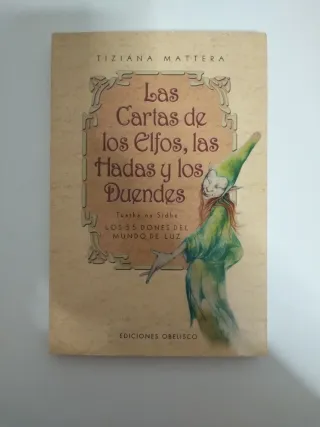 TIZIANA MATTERA
Las
Cartas de
los Elfos, las
Hadas y los
Duendes
Tuatha na Sidhe
LOS 55 DONES DEL
MUNDO DE LUZ
EDICIONES OBELISCO